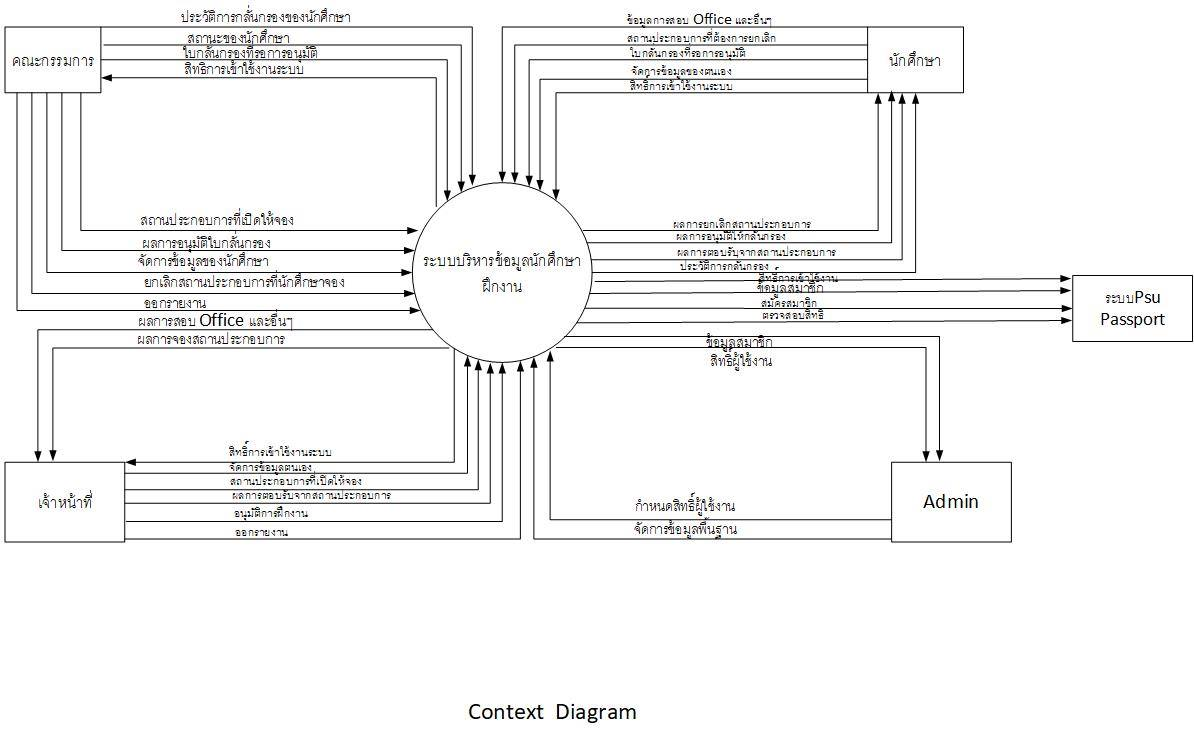 ประวัติการกลั่นกรองของนักศึกษา
สถานะของนักศึกษา
ใบกลั่นกรองที่รอการอนุมัติ
สิทธิการเข้าใช้งานระบบ
คณะกรรมการ
ข้อมูลการสอบ Office และอื่นๆ
สถานประกอบการที่ต้องการยกเลิก
ใบกลั่นกรองที่รอการอนุมัติ
จัดการข้อมูลของตนเอง
สิทธิ์การเข้าใช้งานระบบ
นักศึกษา
สถานประกอบการที่เปิดให้จอง
ผลการอนุมัติใบกลั่นกรอง
จัดการข้อมูลของนักศึกษา
ยกเลิกสถานประกอบการที่นักศึกษาจอง
ออกรายงาน
ผลการสอบ Office และอื่นๆ
ผลการจองสถานประกอบการ
ระบบบริหารข้อมูลนักศึกษา
ฝึกงาน
ผลการยกเลิกสถานประกอบการ
ผลการอนุมัติให้กลั่นกรอง
ผลการตอบรับจากสถานประกอบการ
ประวัติการกลั่นกรอง
สิทธิ์การเข้าใช้งาน
ข้อมูลสมาชิก
สมัครสมาชิก
ตรวจสอบสิทธิ
ระบบPsu
Passport
ข้อมูลสมาชิก
สิทธิ์ผู้ใช้งาน
สิทธิ์การเข้าใช้งานระบบ
จัดการข้อมูลตนเอง
สถานประกอบการที่เปิดให้จอง
ผลการตอบรับจากสถานประกอบการ
อนุมัติการฝึกงาน
ออกรายงาน
เจ้าหน้าที่
กำหนดสิทธิ์ผู้ใช้งาน
จัดการข้อมูลพื้นฐาน
Admin
Context Diagram